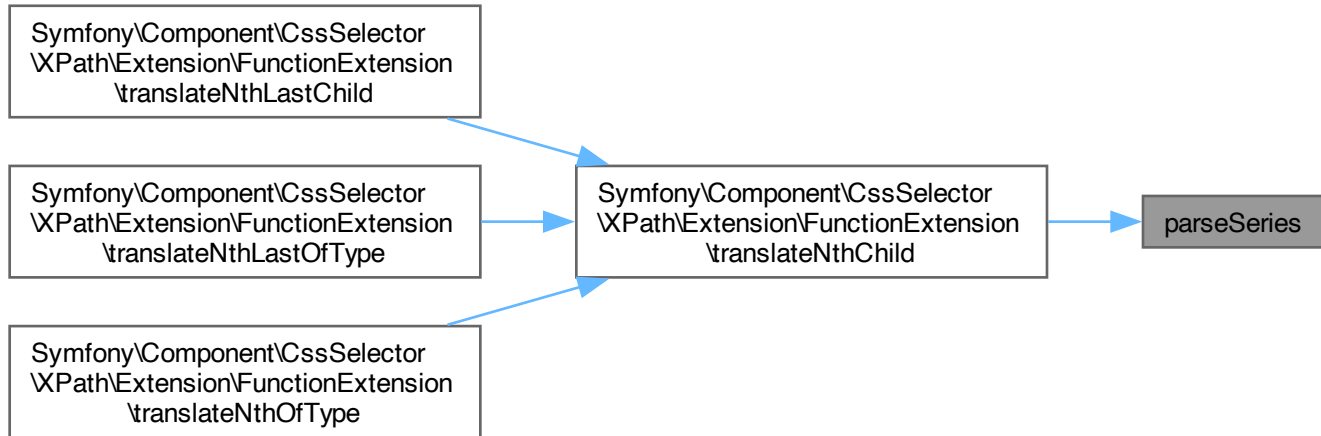 Symfony\Component\CssSelector
\XPath\Extension\FunctionExtension
\translateNthLastChild
Symfony\Component\CssSelector
\XPath\Extension\FunctionExtension
\translateNthLastOfType
Symfony\Component\CssSelector
\XPath\Extension\FunctionExtension
\translateNthOfType
Symfony\Component\CssSelector
\XPath\Extension\FunctionExtension
\translateNthChild
parseSeries